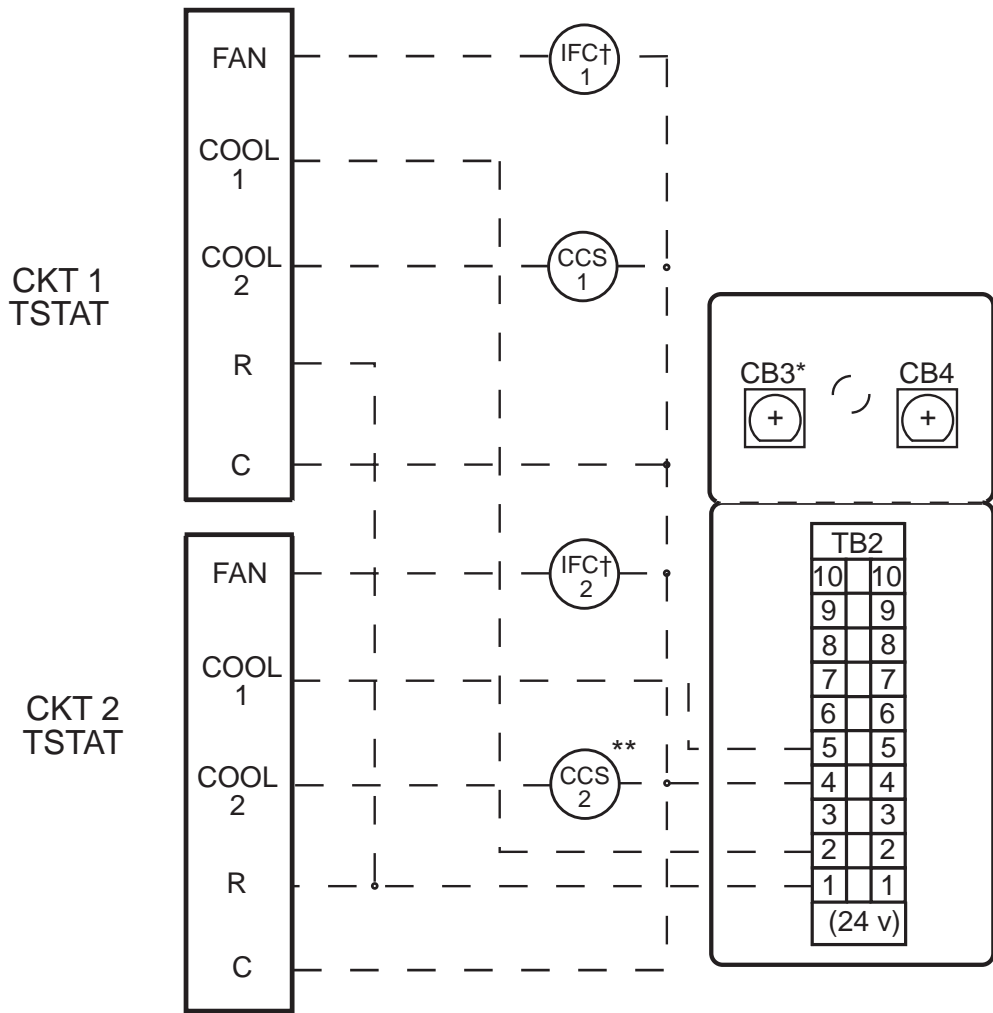 CKT 1
TSTAT
FAN
COOL
1
COOL
2
R
C
IFC†
1
CCS
1
CKT 2
TSTAT
FAN
COOL
1
COOL
2
R
C
IFC†
2
CCS
2
**
CB3*
+
CB4
+
TB2
10 10
9 9
8 8
7 7
6 6
5 5
4 4
3 3
2 2
1 1
(24 v)